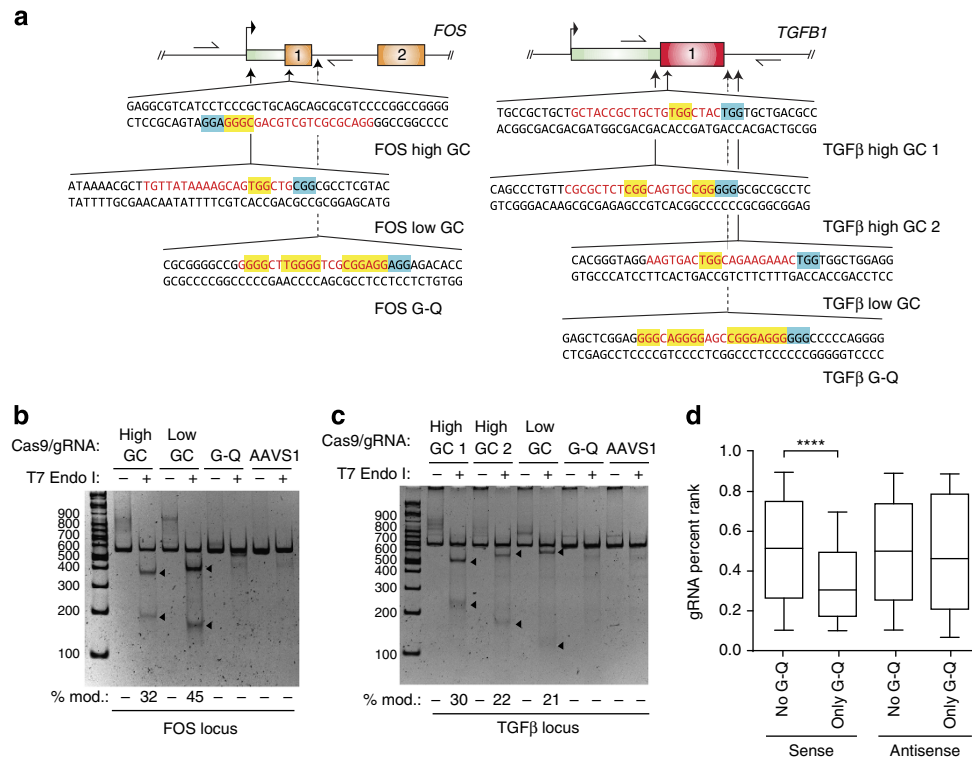 a
FOS
TGFB1
1
2
1
GAGGCGTCATCCTCCCGCTGCAGCAGCGCGTCCCCGGCCGGGG
CTCCGCAGTAGGAGGGCGACGTCGTCGCGCAGGGGCCGGCCCC
FOS high GC
ATAAAACGCTTGTTATAAAAGCAGTGGCTGCGGCGCCTCGTAC
TATTTTGCGAACAATATTTTCGTCACCGACGCCGCGGAGCATG
FOS low GC
CGCGGGGCCGGGGGCTTGGGGTCGCGGAGGAGGAGACACC
GCGCCCCGGCCCCCGAACCCCAGCGCCTCCTCCTCTGTGG
FOS G-Q
TGCCGCTGCTGCTACCGCTGCTGTGGCTACTGGTGCTGACGCC
ACGGCGACGACGATGGCGACGACACCGATGACCACGACTGCGG
TGFβ high GC 1
CAGCCCTGTTCGCGCTCTCGGCAGTGCCGGGGGGCGCCGCCTC
GTCGGGACAAGCGCGAGAGCCGTCACGGCCCCCCGCGGCGGAG
TGFβ high GC 2
CACGGGTAGGAAGTGACTGGCAGAAGAAACTGGTGGCTGGAGG
GTGCCCATCCTTCACTGACCGTCTTCTTTGACCACCGACCTCC
TGFβ low GC
GAGCTCGGAGGGGCAGGGGAGCCGGGAGGGGGGCCCCCAGGGG
CTCGAGCCTCCCCGTCCCCTCGGCCCTCCCCCCGGGGGTCCCC
TGFβ G-Q
b
Cas9/gRNA:
High GC
Low GC
G-Q
AAVS1
T7 Endo I:
– + – + – + – +
900
800
700
600
500
400
300
200
100
% mod.: – 32 – 45 – – – –
FOS locus
c
Cas9/gRNA:
High GC 1
High GC 2
Low GC
G-Q
AAVS1
T7 Endo I:
– + – + – + – + – +
900
800
700
600
500
400
300
200
100
% mod.: – 30 – 22 – 21 – – – –
TGFβ locus
d
****
gRNA percent rank
1.0
0.8
0.6
0.4
0.2
0.0
No G-Q
Only G-Q
No G-Q
Only G-Q
Sense
Antisense